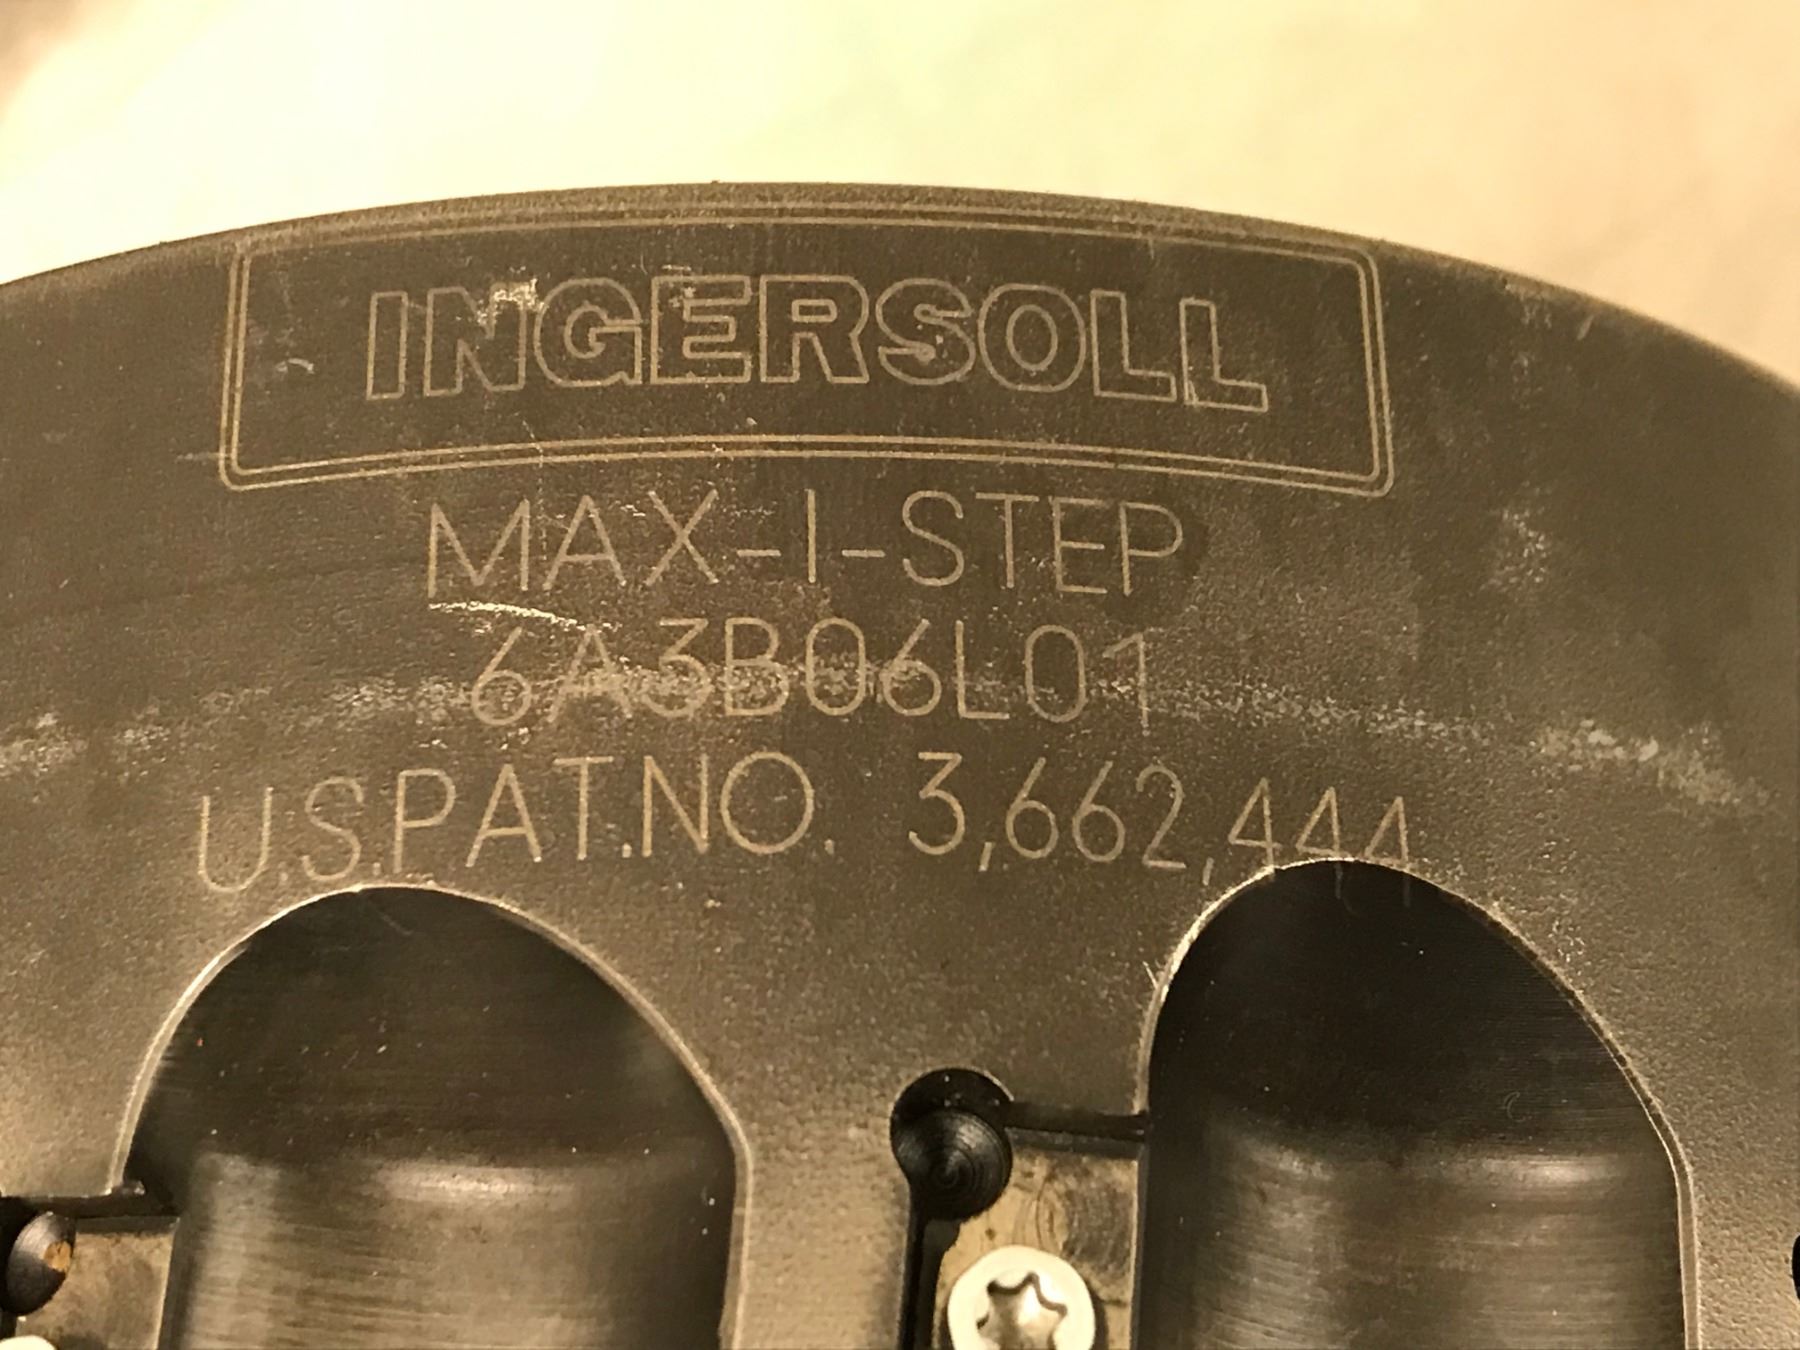 INGERSOLL
MAX-I-STEP
6A3B06L01
U.S.PAT.NO. 3,662,444